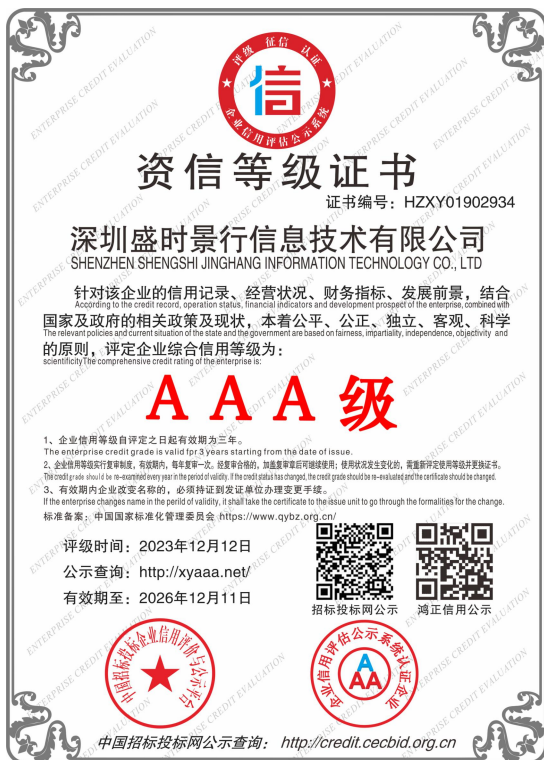 评级 征信 认证
信
企业信用评估公示系统
资信等级证书
证书编号：HZXY01902934
深圳盛时景行信息技术有限公司
SHENZHEN SHENGSHI JINGHANG INFORMATION TECHNOLOGY CO., LTD
针对该企业的信用记录、经营状况、财务指标、发展前景，结合
According to the credit record, operation status, financial indicators and development prospect of the enterprise, combined with
国家及政府的相关政策及现状，本着公平、公正、独立、客观、科学
The relevant policies and current situation of the state and the government are based on fairness, impartiality, independence, objectivity and
的原则，评定企业综合信用等级为：
scientificityThe comprehensive credit rating of the enterprise is:
AAA级
1、企业信用等级自评定之日起有效期为三年。
The enterprise credit grade is valid fpr 3 years starting from the date of issue.
2、企业信用等级实行复审制度，有效期内，每年复审一次。经复审合格的，加盖复审章后可继续使用；使用状况发生变化的，需重新评定使用等级并更换证书。
The credit grade should be re-examined every year in the period of validity. If the credit status has changed, the credit grade should be re-evaluated and the certificate should be changed.
3、有效期内企业改变名称的，必须持证到发证单位办理变更手续。
If the enterprise changes name in the period of validity, it shall take the certificate to the issue unit to go through the formalities for the change.
标准备案：中国国家标准化管理委员会 https://www.qybz.org.cn/
评级时间：2023年12月12日
公示查询：http://xyaaa.net/
有效期至：2026年12月11日
招标投标网公示
鸿正信用公示
中国招标投标企业信用评价与公示平台
企业信用评估公示系统认证企业
A
AA
中国招标投标网公示查询： http://credit.cecbid.org.cn
ENTERPRISE CREDIT EVALUATION